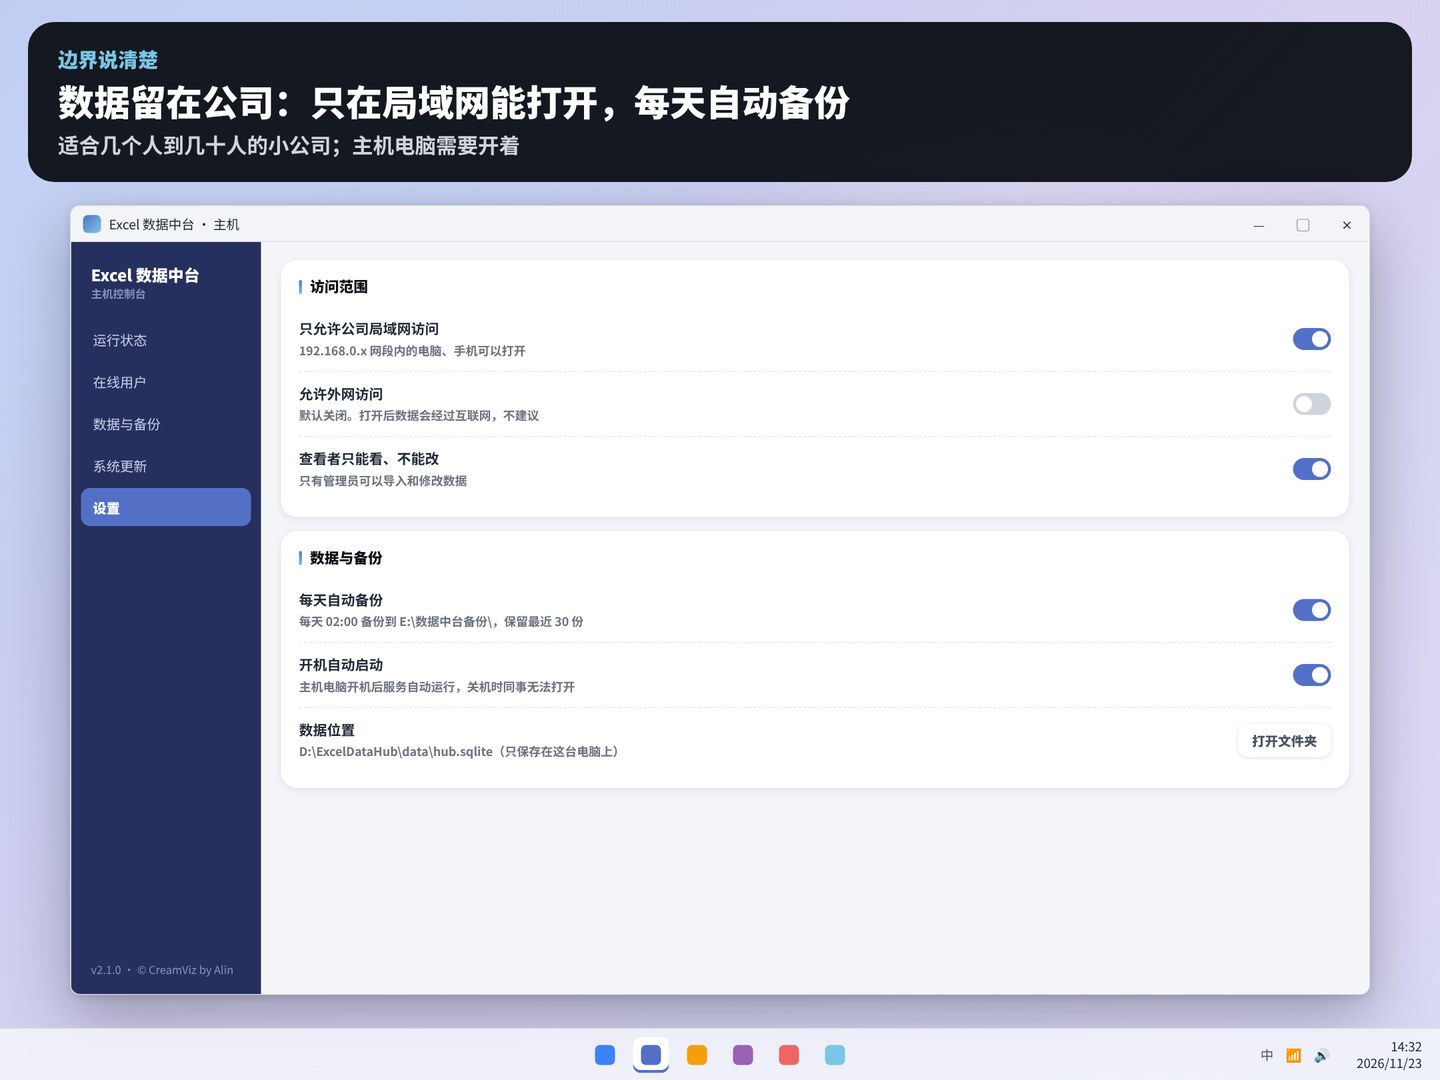 边界说清楚
数据留在公司：只在局域网能打开，每天自动备份
适合几个人到几十人的小公司；主机电脑需要开着
Excel 数据中台 · 主机
Excel 数据中台
主机控制台
运行状态
在线用户
数据与备份
系统更新
设置
v2.1.0 · © CreamViz by Alin
访问范围
只允许公司局域网访问
192.168.0.x 网段内的电脑、手机可以打开
允许外网访问
默认关闭。打开后数据会经过互联网，不建议
查看者只能看、不能改
只有管理员可以导入和修改数据
数据与备份
每天自动备份
每天 02:00 备份到 E:\数据中台备份\，保留最近 30 份
开机自动启动
主机电脑开机后服务自动运行，关机时同事无法打开
数据位置
D:\ExcelDataHub\data\hub.sqlite（只保存在这台电脑上）
打开文件夹
中
14:32
2026/11/23